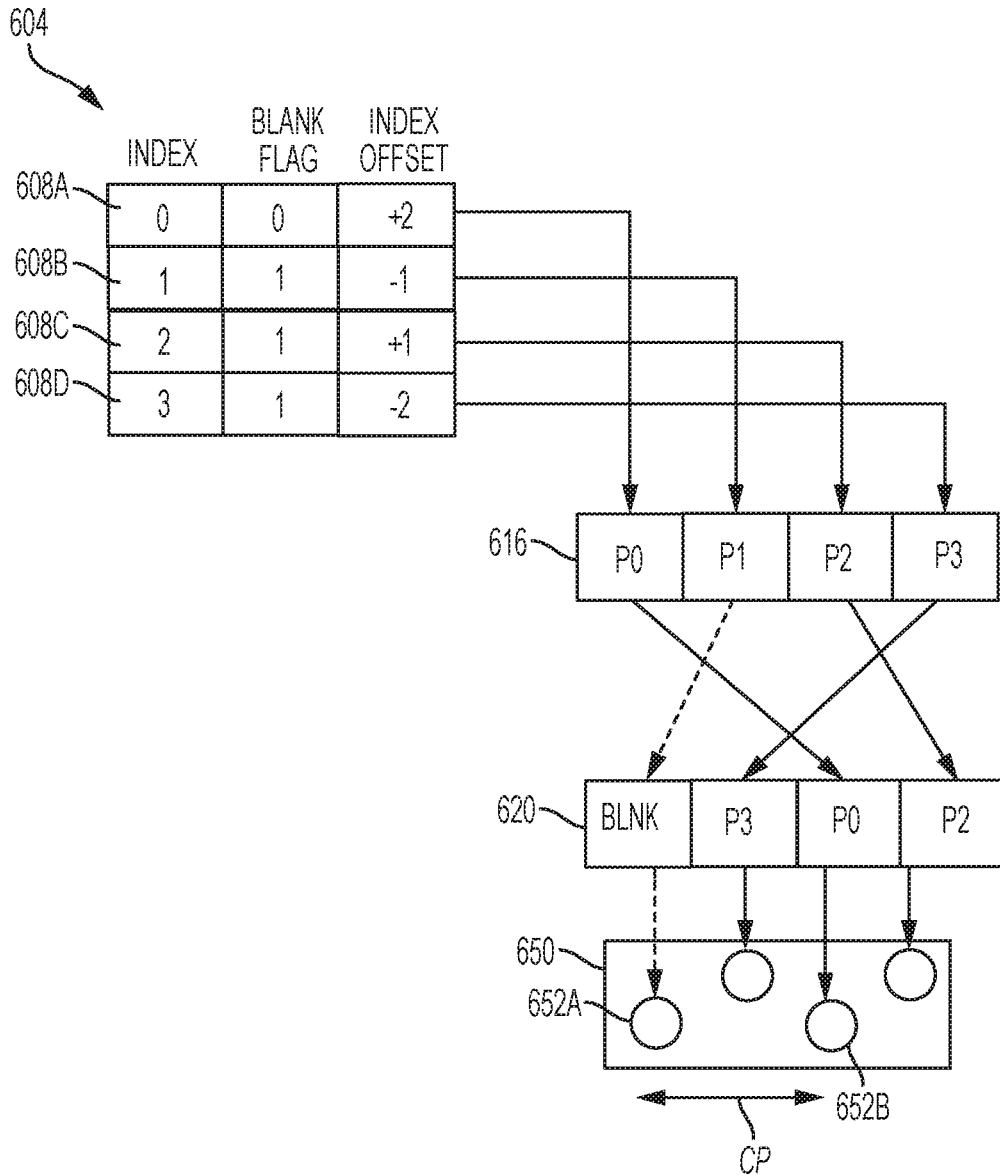 604
INDEX BLANK FLAG INDEX OFFSET
608A 0 0 +2
608B 1 1 -1
608C 2 1 +1
608D 3 1 -2
616 P0 P1 P2 P3
620 BLNK P3 P0 P2
650
652A
652B
CP